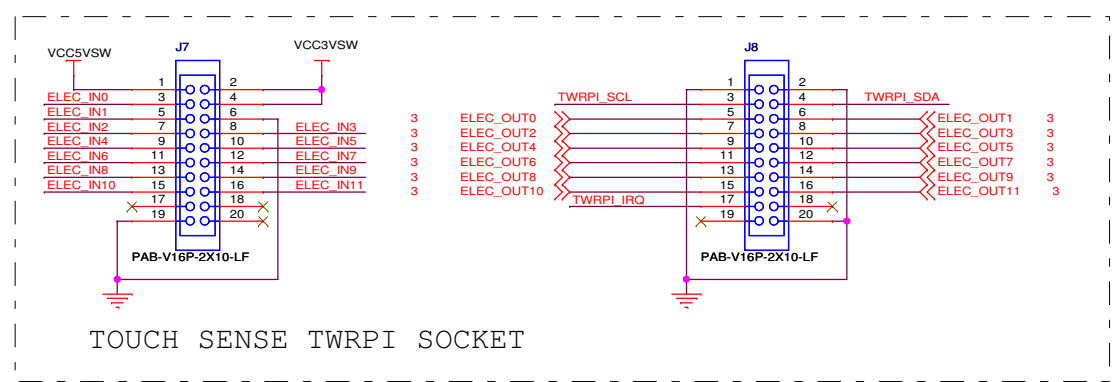 J7
J8
VCC5VSW VCC3VSW
1 2
ELEC_IN0 3 4
ELEC_IN1 5 6
ELEC_IN2 7 8 ELEC_IN3
ELEC_IN4 9 10 ELEC_IN5
ELEC_IN6 11 12 ELEC_IN7
ELEC_IN8 13 14 ELEC_IN9
ELEC_IN10 15 16 ELEC_IN11
17 18
19 20
PAB-V16P-2X10-LF
1 2
TWRPI_SCL 3 4 TWRPI_SDA
3 ELEC_OUT0 5 6 ELEC_OUT1 3
3 ELEC_OUT2 7 8 ELEC_OUT3 3
3 ELEC_OUT4 9 10 ELEC_OUT5 3
3 ELEC_OUT6 11 12 ELEC_OUT7 3
3 ELEC_OUT8 13 14 ELEC_OUT9 3
3 ELEC_OUT10 15 16 ELEC_OUT11 3
TWRPI_IRQ 17 18
19 20
PAB-V16P-2X10-LF
TOUCH SENSE TWRPI SOCKET